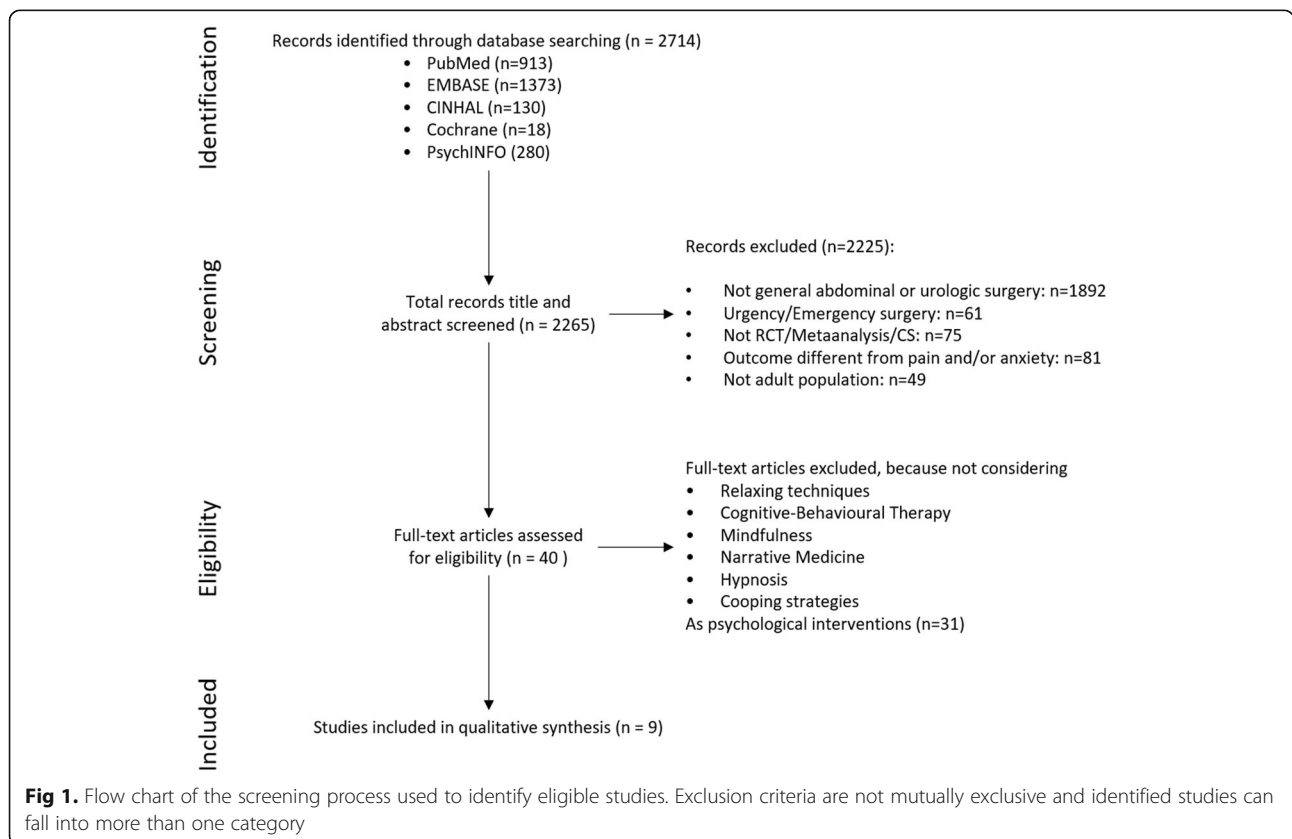 Identification
Records identified through database searching (n = 2714)
• PubMed (n=913)
• EMBASE (n=1373)
• CINHAL (n=130)
• Cochrane (n=18)
• PsychINFO (280)
Screening
Total records title and
abstract screened (n = 2265)
Records excluded (n=2225):
• Not general abdominal or urologic surgery: n=1892
• Urgency/Emergency surgery: n=61
• Not RCT/Metaanalysis/CS: n=75
• Outcome different from pain and/or anxiety: n=81
• Not adult population: n=49
Eligibility
Full-text articles assessed
for eligibility (n = 40 )
Full-text articles excluded, because not considering
• Relaxing techniques
• Cognitive-Behavioural Therapy
• Mindfulness
• Narrative Medicine
• Hypnosis
• Cooping strategies
As psychological interventions (n=31)
Included
Studies included in qualitative synthesis (n = 9)
Fig 1. Flow chart of the screening process used to identify eligible studies. Exclusion criteria are not mutually exclusive and identified studies can
fall into more than one category